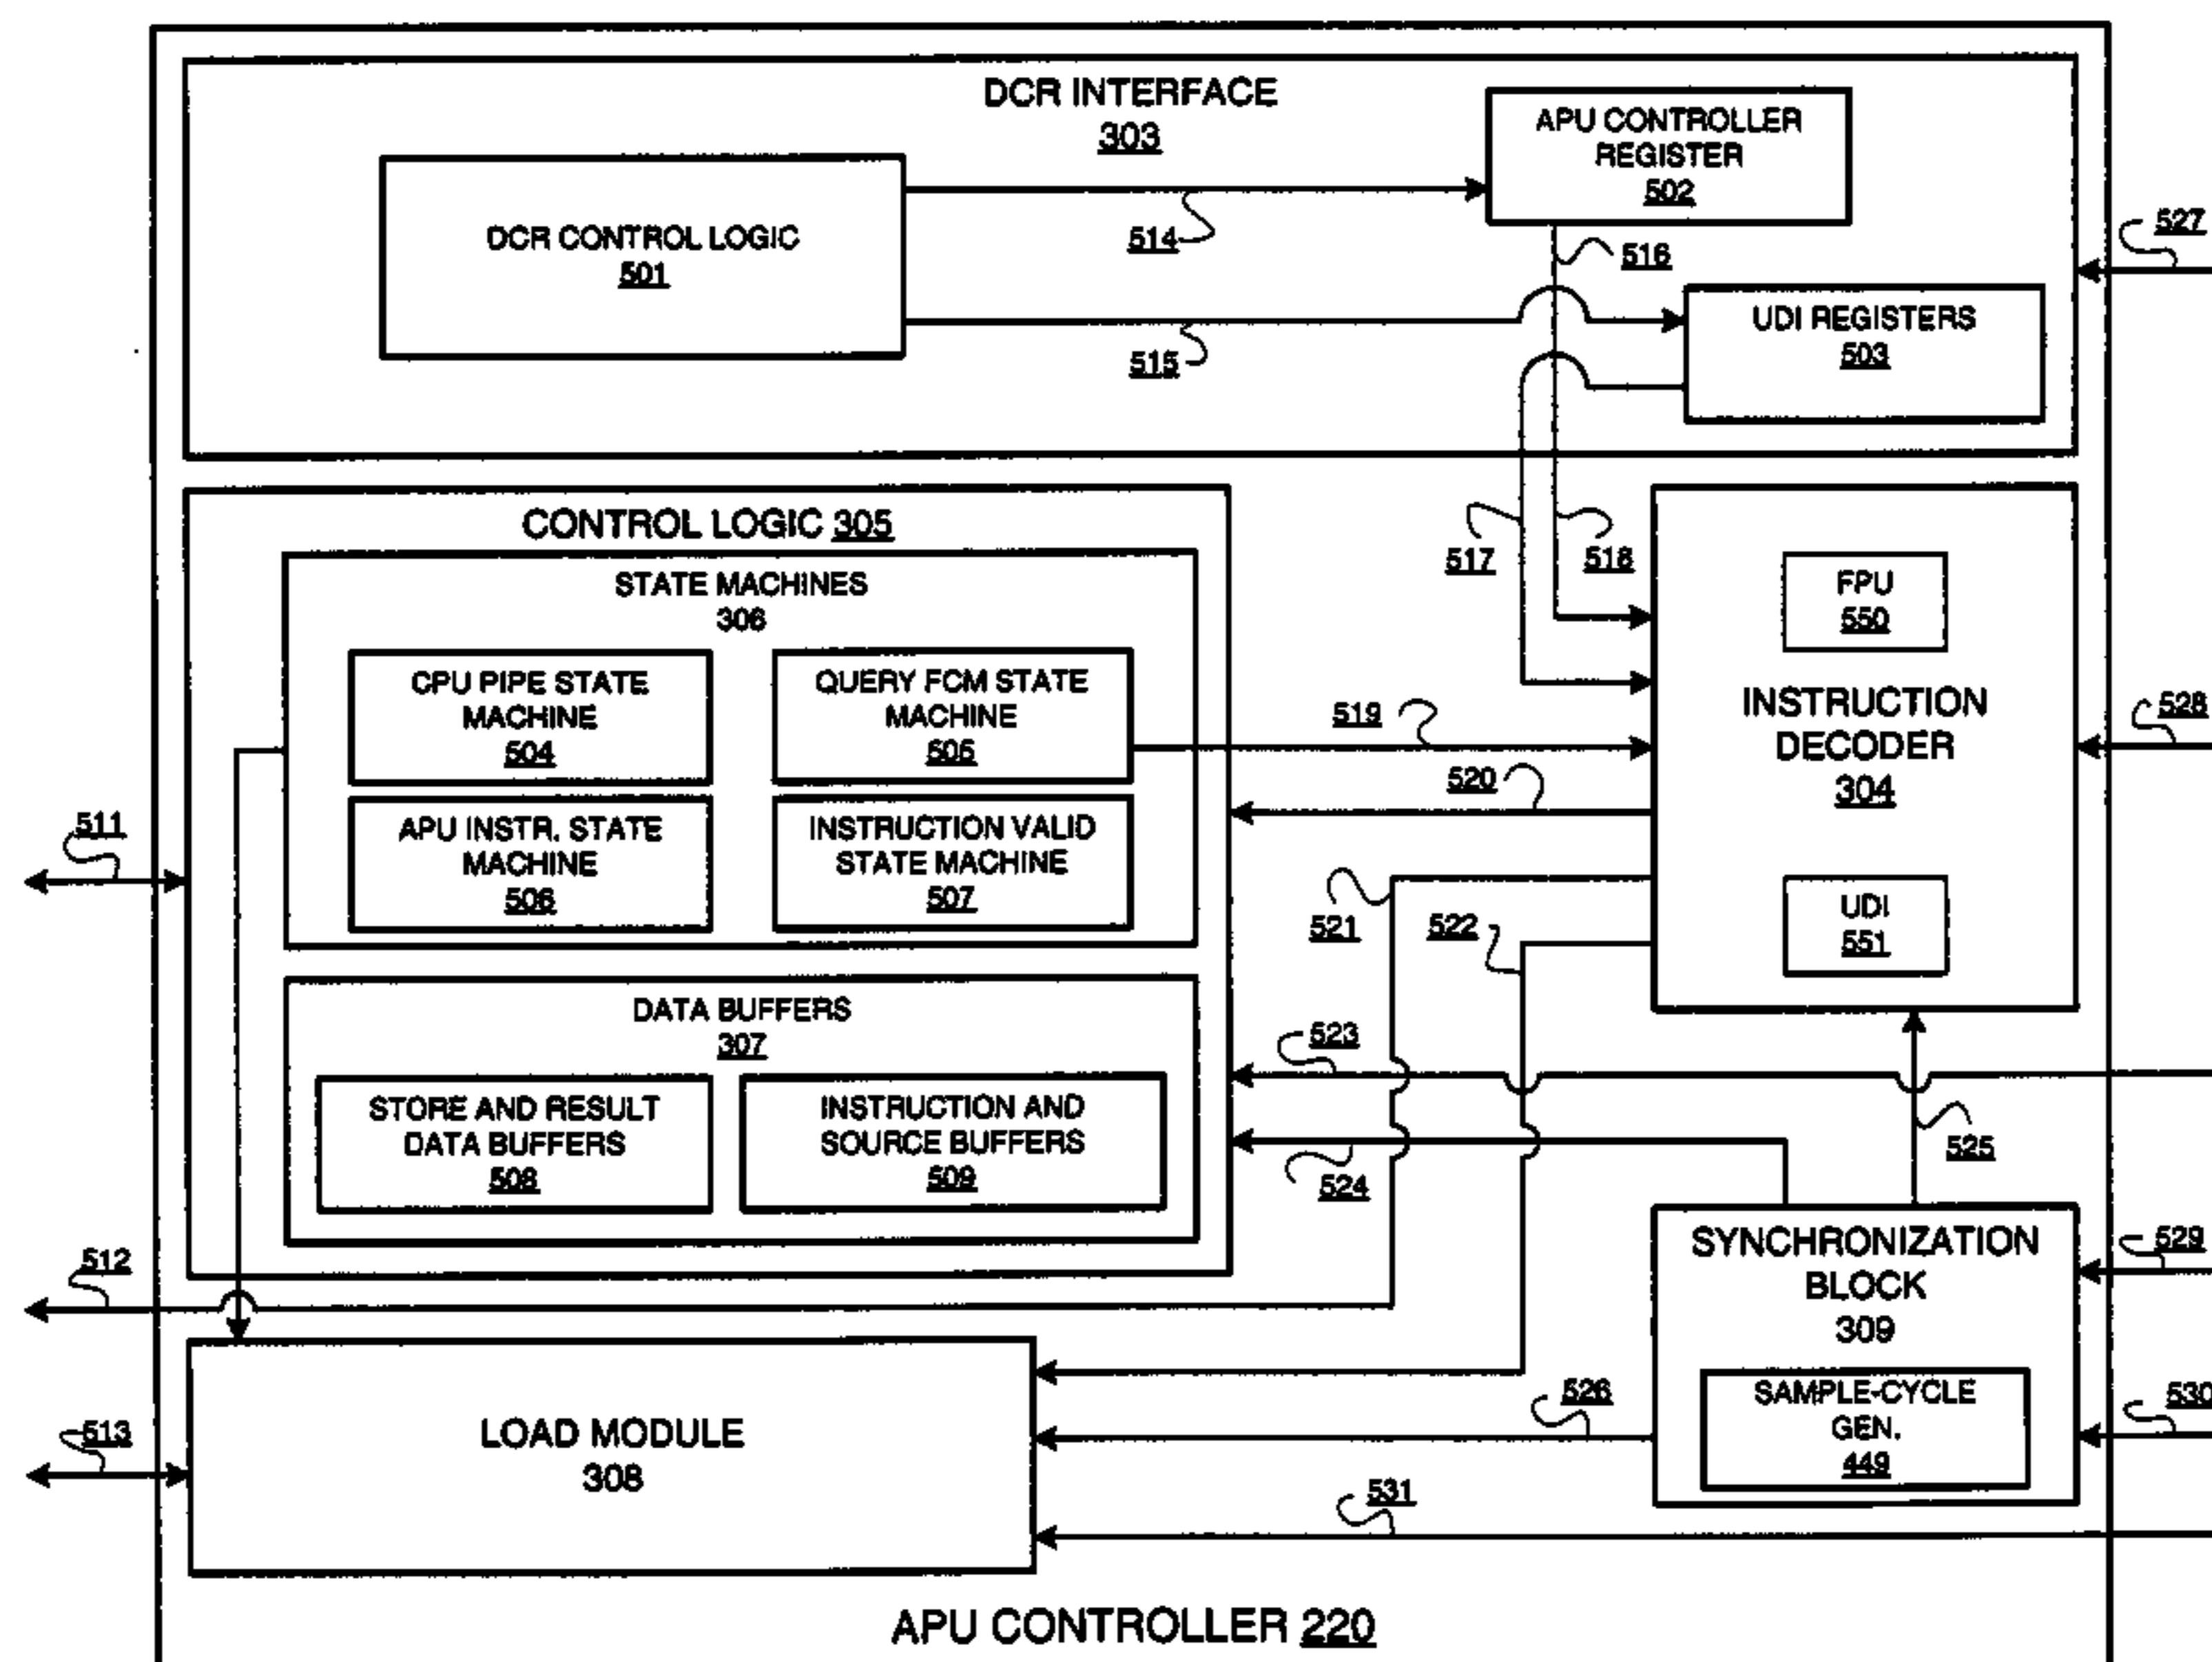 DCR INTERFACE
303
APU CONTROLLER
REGISTER
502
DCR CONTROL LOGIC
501
514
516
527
UDI REGISTERS
503
515
CONTROL LOGIC 305
STATE MACHINES
306
CPU PIPE STATE
MACHINE
504
QUERY FCM STATE
MACHINE
505
APU INSTR. STATE
MACHINE
506
INSTRUCTION VALID
STATE MACHINE
507
517
518
FPU
550
INSTRUCTION
DECODER
304
UDI
551
519
520
528
511
521
522
DATA BUFFERS
307
STORE AND RESULT
DATA BUFFERS
508
INSTRUCTION AND
SOURCE BUFFERS
509
523
524
525
512
SYNCHRONIZATION
BLOCK
309
529
SAMPLE-CYCLE
GEN.
449
530
LOAD MODULE
308
513
526
531
APU CONTROLLER 220